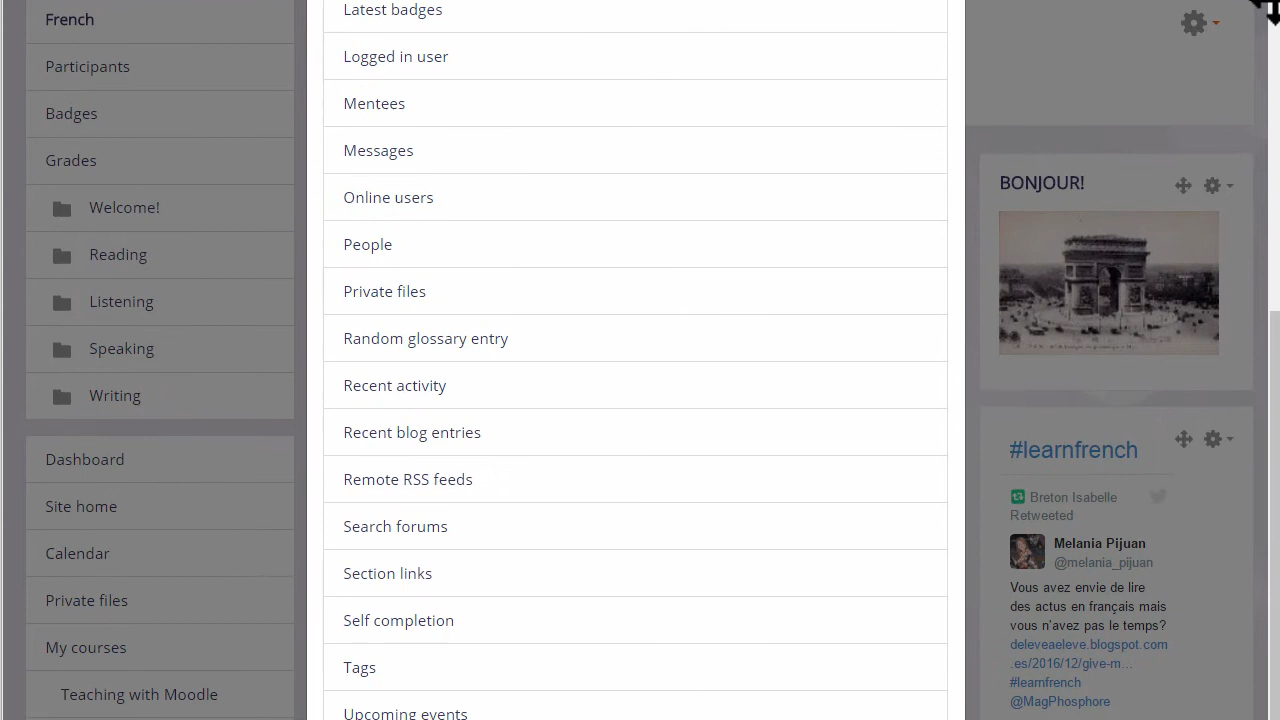 French
Participants
Badges
Grades
Welcome!
Reading
Listening
Speaking
Writing
Dashboard
Site home
Calendar
Private files
My courses
Teaching with Moodle
Latest badges
Logged in user
Mentees
Messages
Online users
People
Private files
Random glossary entry
Recent activity
Recent blog entries
Remote RSS feeds
Search forums
Section links
Self completion
Tags
Upcoming events
BONJOUR!
#learnfrench
Breton Isabelle
Retweeted
Melania Pijuan
@melania_pijuan
Vous avez envie de lire
des actus en français mais
vous n'avez pas le temps?
deleveaeleve.blogspot.com
.es/2016/12/give-m...
#learnfrench
@MagPhosphore